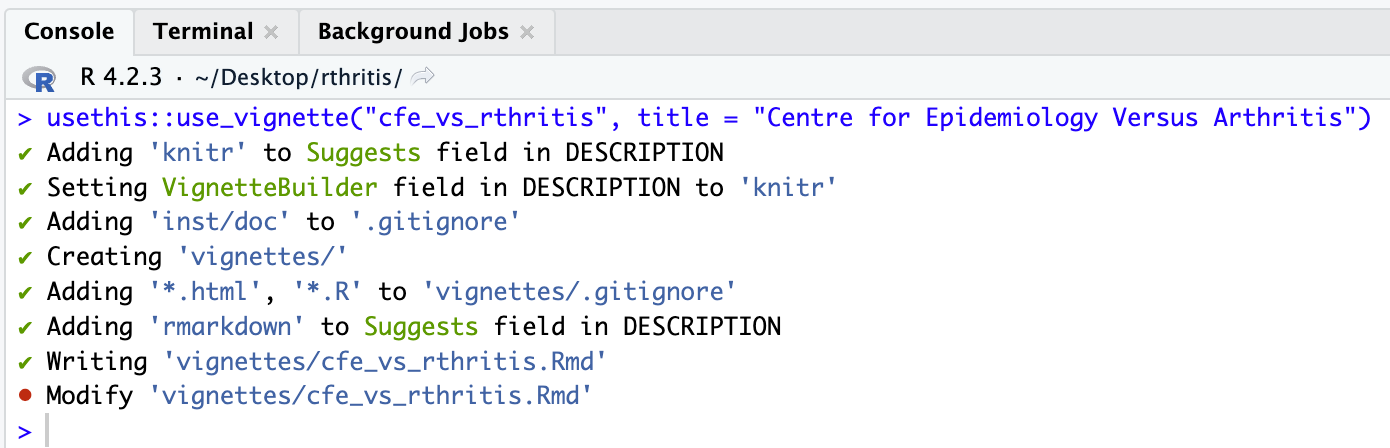 Console Terminal × Background Jobs ×
R R 4.2.3 · ~/Desktop/rthritis/
> usethis::use_vignette("cfe_vs_rthritis", title = "Centre for Epidemiology Versus Arthritis")
✔ Adding 'knitr' to Suggests field in DESCRIPTION
✔ Setting VignetteBuilder field in DESCRIPTION to 'knitr'
✔ Adding 'inst/doc' to '.gitignore'
✔ Creating 'vignettes/'
✔ Adding '*.html', '*.R' to 'vignettes/.gitignore'
✔ Adding 'rmarkdown' to Suggests field in DESCRIPTION
✔ Writing 'vignettes/cfe_vs_rthritis.Rmd'
● Modify 'vignettes/cfe_vs_rthritis.Rmd'
>